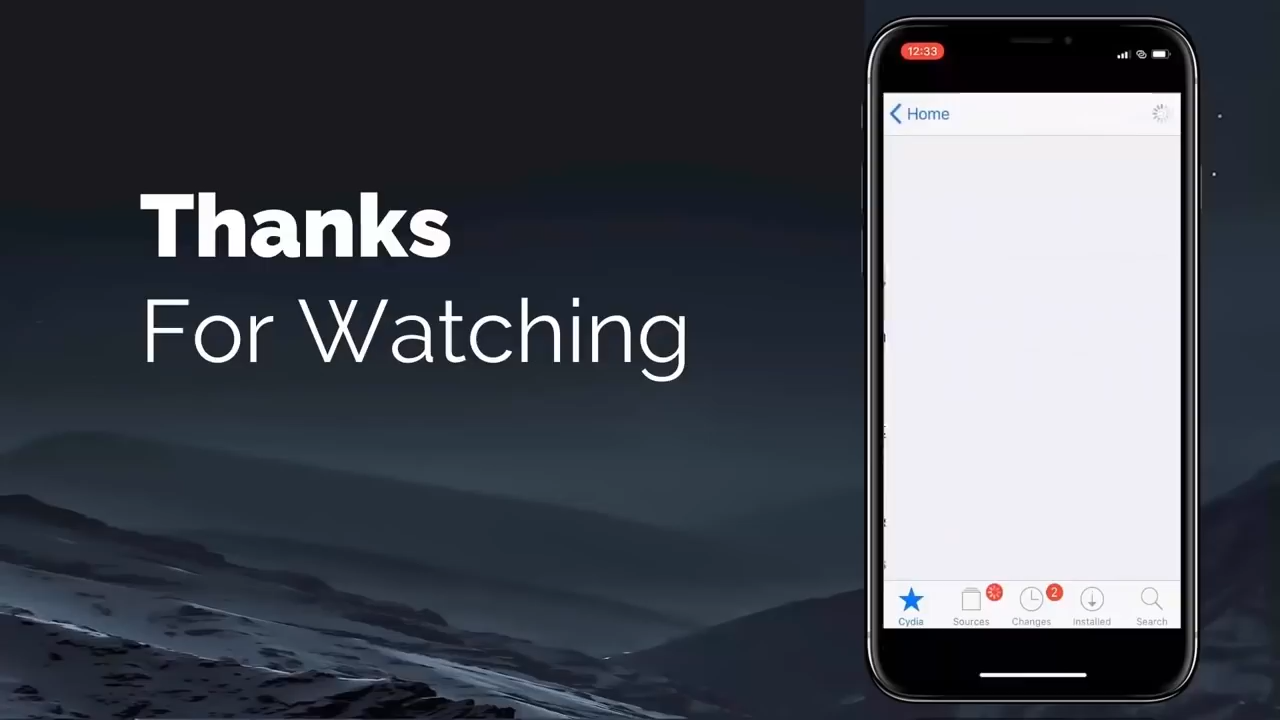 Thanks
For Watching
12:33
Home
2
Cydia
Sources
Changes
Installed
Search